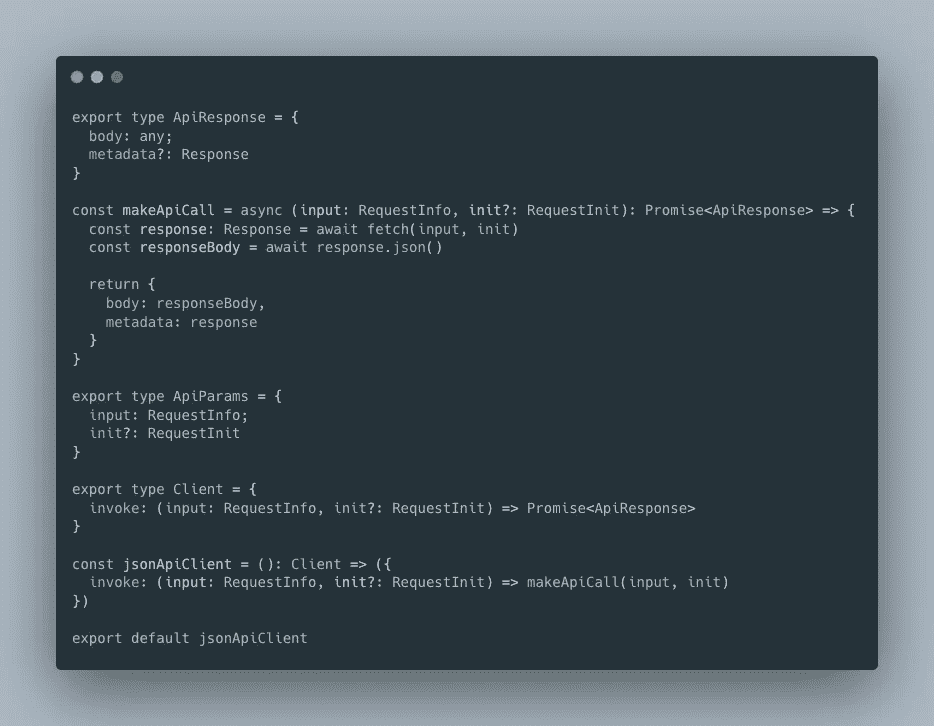 export type ApiResponse = {
  body: any;
  metadata?: Response
}

const makeApiCall = async (input: RequestInfo, init?: RequestInit): Promise<ApiResponse> => {
  const response: Response = await fetch(input, init)
  const responseBody = await response.json()

  return {
    body: responseBody,
    metadata: response
  }
}

export type ApiParams = {
  input: RequestInfo;
  init?: RequestInit
}

export type Client = {
  invoke: (input: RequestInfo, init?: RequestInit) => Promise<ApiResponse>
}

const jsonApiClient = (): Client => ({
  invoke: (input: RequestInfo, init?: RequestInit) => makeApiCall(input, init)
})

export default jsonApiClient